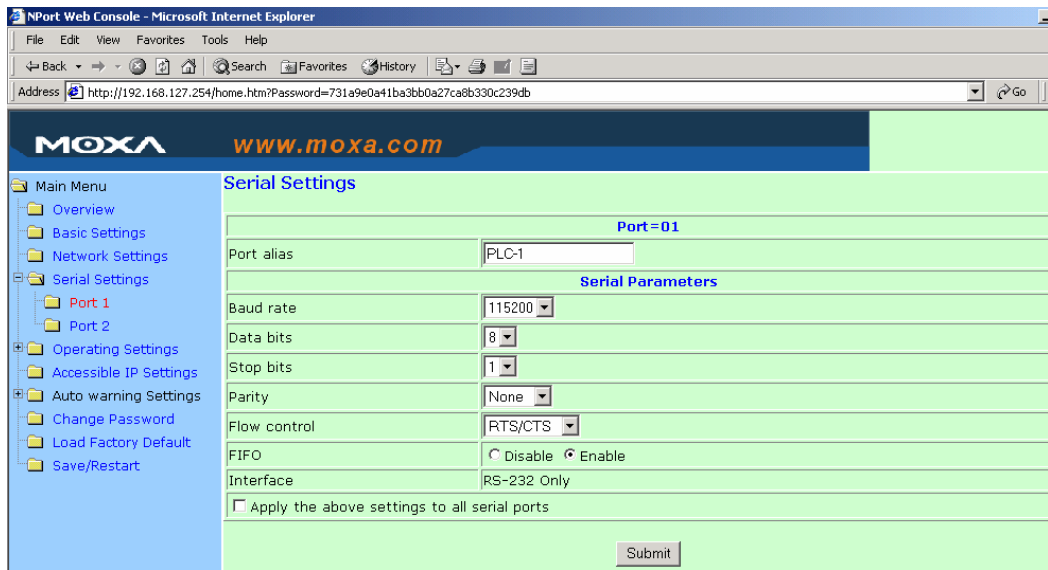 NPort Web Console - Microsoft Internet Explorer
File Edit View Favorites Tools Help
Back Search Favorites History
Address http://192.168.127.254/home.htm?Password=731a9e0a41ba3bb0a27ca8b330c239db Go
MOXA www.moxa.com
Main Menu
Overview
Basic Settings
Network Settings
Serial Settings
Port 1
Port 2
Operating Settings
Accessible IP Settings
Auto warning Settings
Change Password
Load Factory Default
Save/Restart
Serial Settings
Port=01
Port alias PLC-1
Serial Parameters
Baud rate 115200
Data bits 8
Stop bits 1
Parity None
Flow control RTS/CTS
FIFO Disable Enable
Interface RS-232 Only
Apply the above settings to all serial ports
Submit